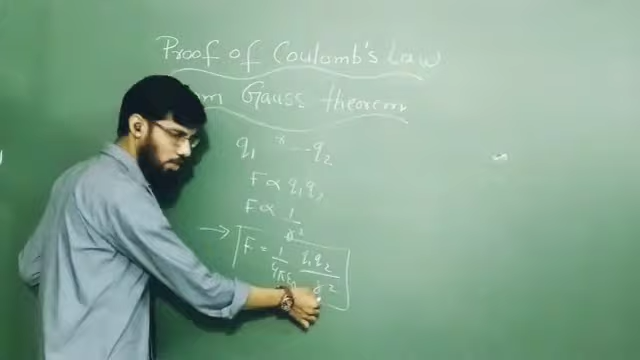 Proof of Coulomb's Law
Gauss theorem
q₁ r q₂
F ∝ q₁q₂
F ∝ 1/r²
→ F = 1/4πε₀ q₁q₂/r²